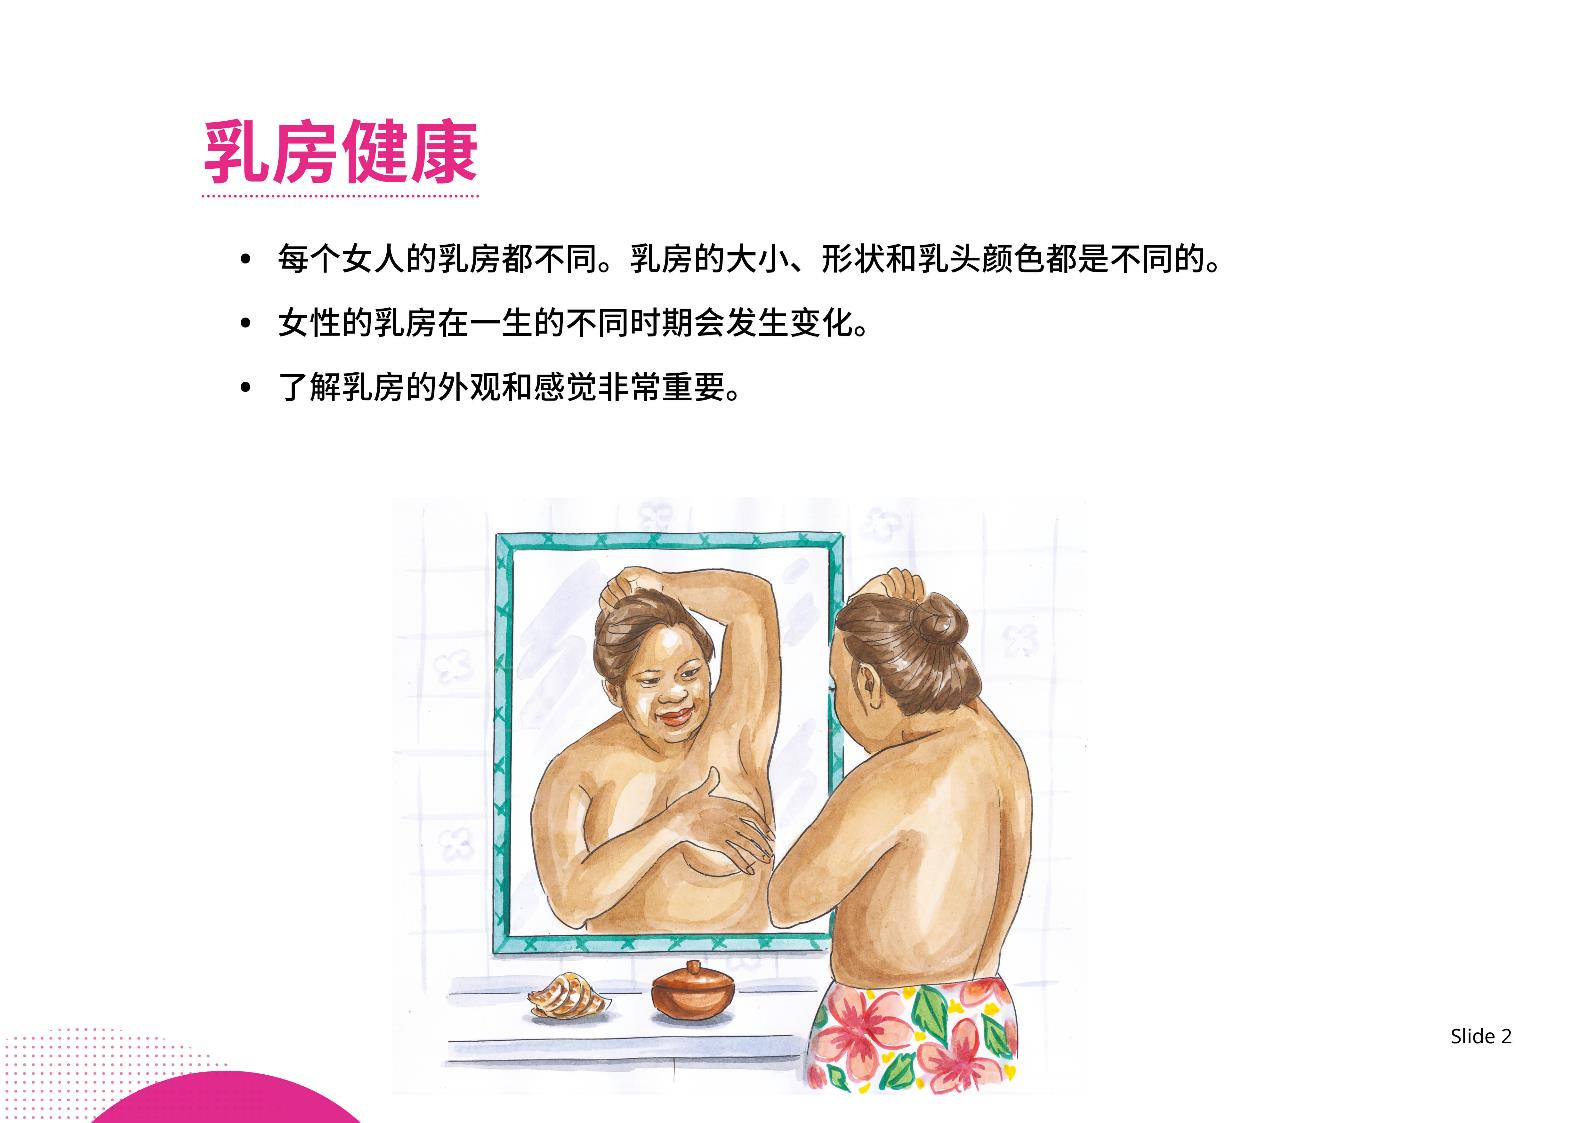 乳房健康
• 每个女人的乳房都不同。乳房的大小、形状和乳头颜色都是不同的。
• 女性的乳房在一生的不同时期会发生变化。
• 了解乳房的外观和感觉非常重要。
Slide 2